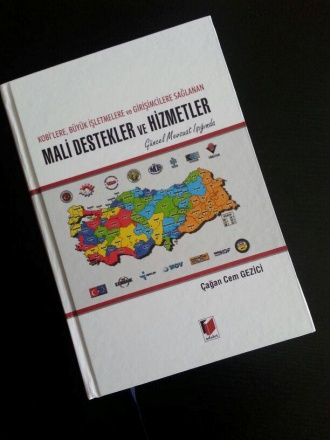 KOBİ'LERE, BÜYÜK İŞLETMELERE ve GİRİŞİMCİLERE SAĞLANAN
MALİ DESTEKLER VE HİZMETLER
Güncel Mevzuat Işığında
Çağan Cem GEZİCİ